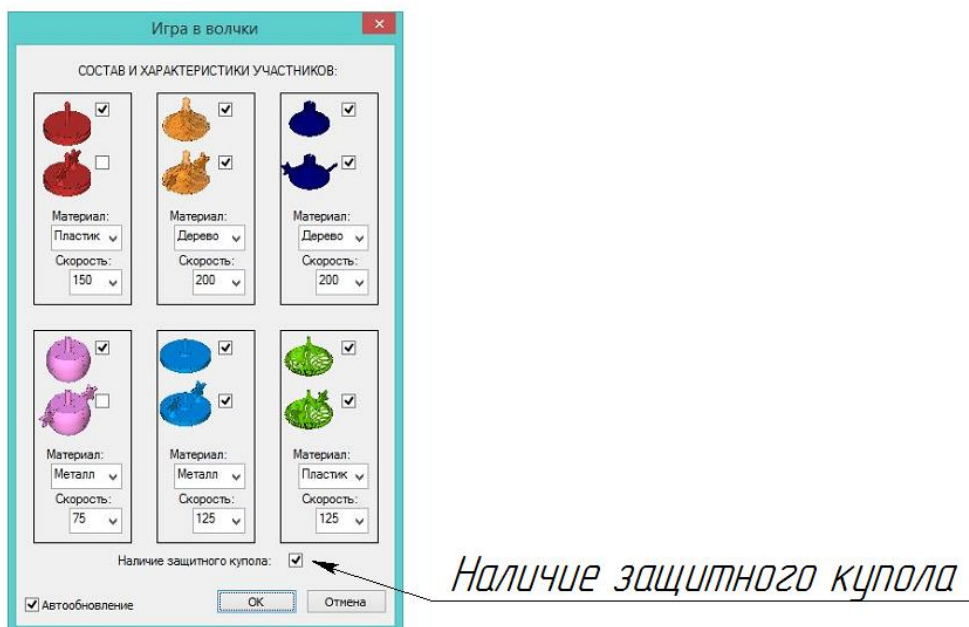 Игра в волчки
СОСТАВ И ХАРАКТЕРИСТИКИ УЧАСТНИКОВ:
Материал: Материал: Материал:
Пластик Дерево Дерево
Скорость: Скорость: Скорость:
150 200 200
Материал: Материал: Материал:
Металл Металл Пластик
Скорость: Скорость: Скорость:
75 125 125
Наличие защитного купола:
Наличие защитного купола
Автообновление ОК Отмена